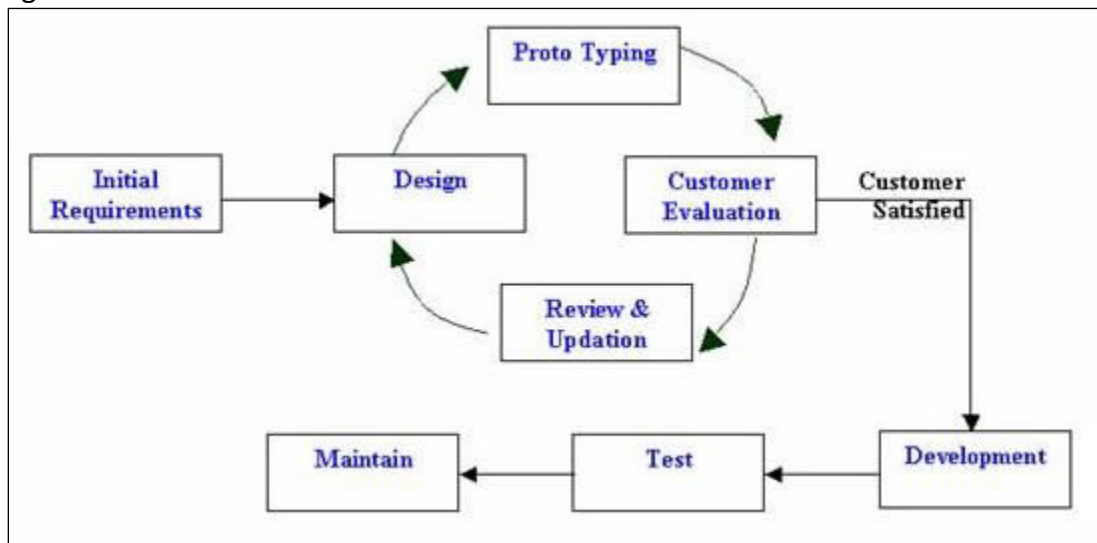 Proto Typing
Initial
Requirements
Design
Customer
Evaluation
Customer
Satisfied
Review &
Updation
Maintain
Test
Development